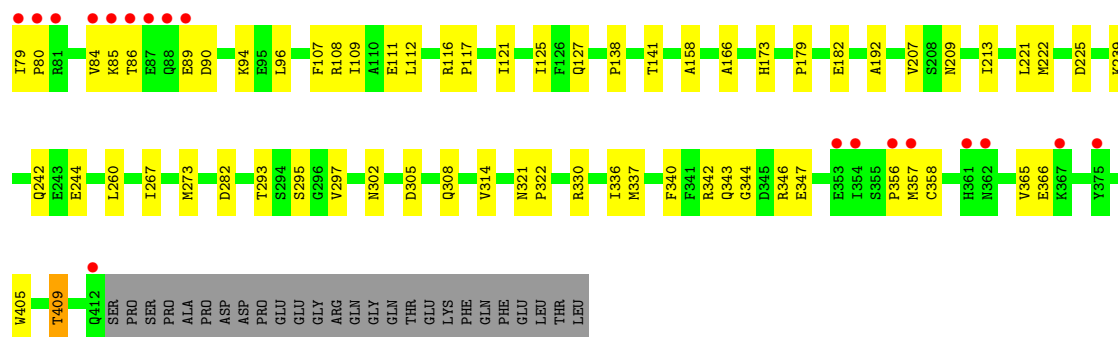 I79 P80 R81 V84 K85 T86 E87 Q88 E89 D90 K94 E95 L96 F107 R108 I109 A110 E111 L112 R116 P117 I121 I125 F126 Q127 P138 T141 A158 A166 H173 P179 E182 A192 V207 S208 N209 I213 L221 M222 D225 K239
Q242 E243 E244 L260 I267 M273 D282 T293 S294 S295 G296 V297 N302 D305 Q308 V314 N321 P322 R330 I336 M337 F340 F341 R342 Q343 G344 D345 R346 E347 E353 I354 S355 P356 M357 C358 H361 N362 V365 E366 K367 Y375
W405 T409 Q412 SER PRO SER PRO ALA PRO ASP ASP PRO GLU GLU GLY ARG GLN GLY GLN THR GLU LYS PHE GLN PHE GLU LEU THR LEU